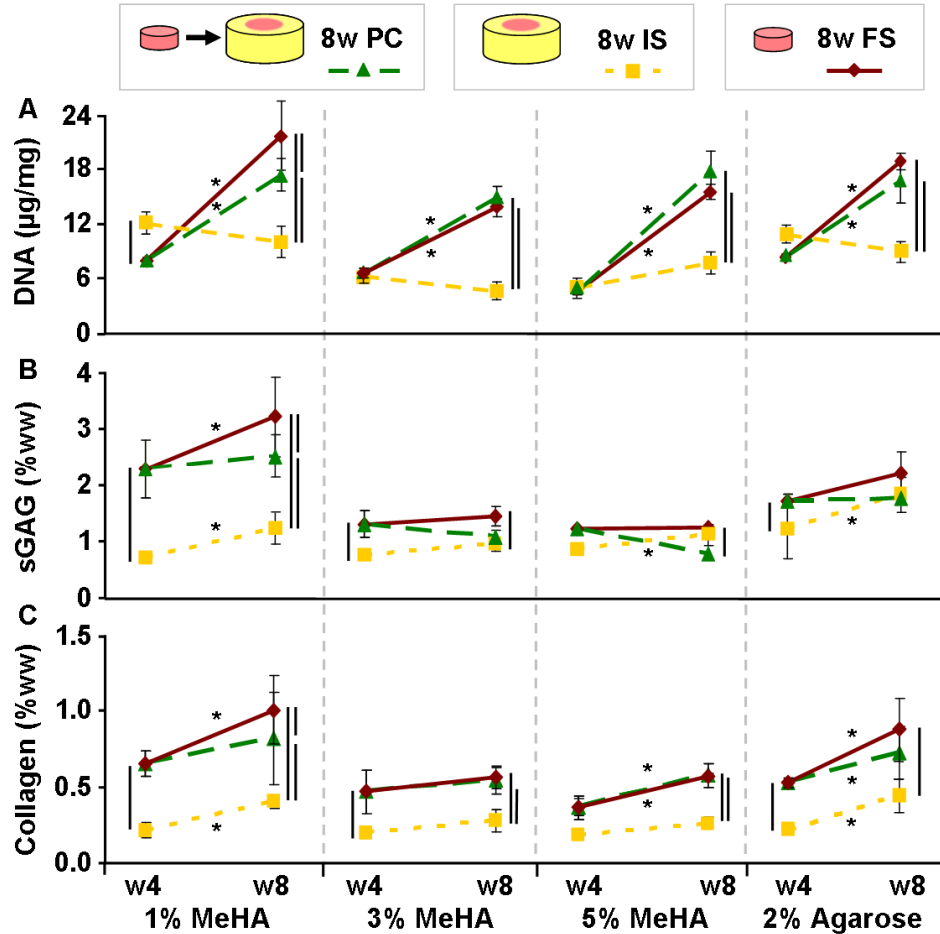 8w PC
8w IS
8w FS
A
DNA (µg/mg)
24
18
12
6
0
* * * * * * * *
B
sGAG (%ww)
4
3
2
1
0
* * * *
C
Collagen (%ww)
1.5
1.0
0.5
0.0
* * * * * * *
w4 w8 w4 w8 w4 w8 w4 w8
1% MeHA 3% MeHA 5% MeHA 2% Agarose